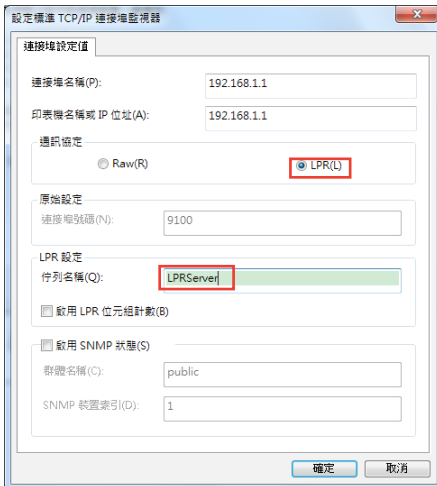 設定標準 TCP/IP 連接埠監視器
連接埠設定值
連接埠名稱(P): 192.168.1.1
印表機名稱或 IP 位址(A): 192.168.1.1
通訊協定
Raw(R) LPR(L)
原始設定
連接埠號碼(N): 9100
LPR 設定
佇列名稱(Q): LPRServer
啟用 LPR 位元組計數(B)
啟用 SNMP 狀態(S)
群體名稱(C): public
SNMP 裝置索引(D): 1
確定 取消